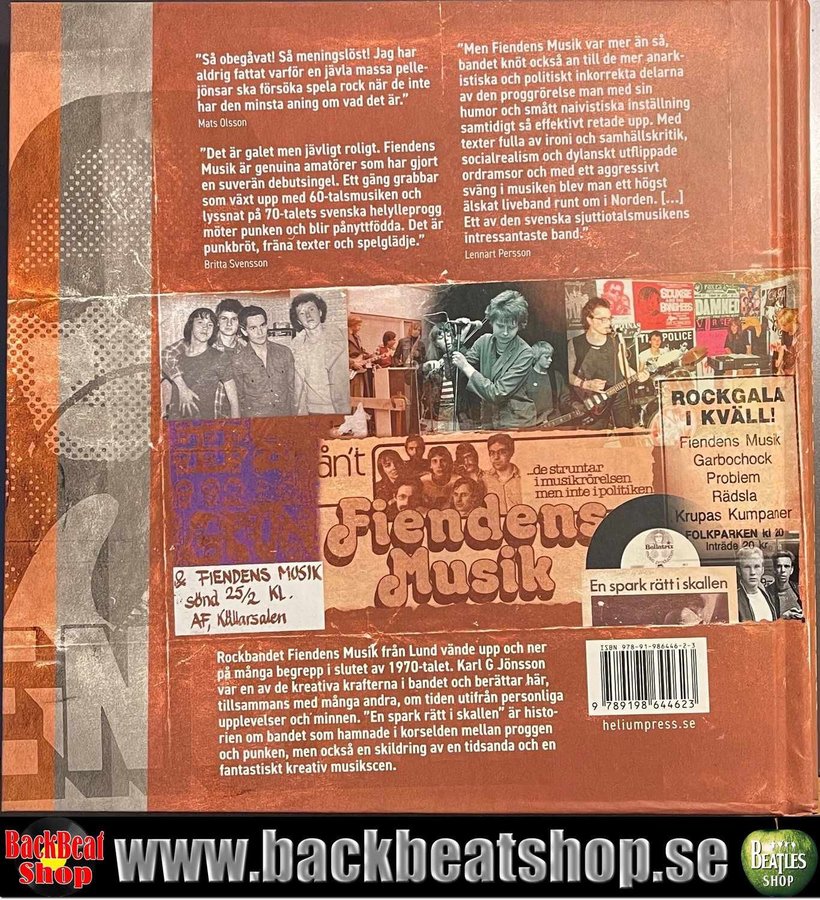 "Så obegåvat! Så meningslöst! Jag har
aldrig fattat varför en jävla massa pelle-
jönsar ska försöka spela rock när de inte
har den minsta aning om vad det är."
Mats Olsson
"Det är galet men jävligt roligt. Fiendens
Musik är genuina amatörer som har gjort
en suverän debutsingel. Ett gäng grabbar
som växt upp med 60-talsmusiken och
lyssnat på 70-talets svenska helylleprogg
möter punken och blir pånyttfödda. Det är
punkbröt, fräna texter och spelglädje."
Britta Svensson
"Men Fiendens Musik var mer än så,
bandet knöt också an till de mer anark-
istiska och politiskt inkorrekta delarna
av den proggrörelse man med sin
humor och smått naivistiska inställning
samtidigt så effektivt retade upp. Med
texter fulla av ironi och samhällskritik,
socialrealism och dylanskt utflippade
ordramsor och med ett aggressivt
sväng i musiken blev man ett högst
älskat liveband runt om i Norden. [...]
Ett av den svenska sjuttiotalsmusikens
intressantaste band."
Lennart Persson
SIOUXSIE
AND THE
BANSHEES
DAMNED
POLICE
ROCKGALA
I KVÄLL!
Fiendens Musik
Garbochock
Problem
Rädsla
Krupas Kumpaner
FOLKPARKEN kl 20
Inträde 20 kr
ån't
...de struntar
i musikrörelsen
men inte i politiken
Fiendens
Musik
Bellatrix
En spark rätt i skallen
& FIENDENS MUSIK
sönd 25/2 KL.
AF, Källarsalen
Rockbandet Fiendens Musik från Lund vände upp och ner
på många begrepp i slutet av 1970-talet. Karl G Jönsson
var en av de kreativa krafterna i bandet och berättar här,
tillsammans med många andra, om tiden utifrån personliga
upplevelser och minnen. "En spark rätt i skallen" är histo-
rien om bandet som hamnade i korselden mellan proggen
och punken, men också en skildring av en tidsanda och en
fantastiskt kreativ musikscen.
ISBN 978-91-986446-2-3
9 789198 644623
heliumpress.se
BackBeat
Shop
www.backbeatshop.se
BEATLES
SHOP